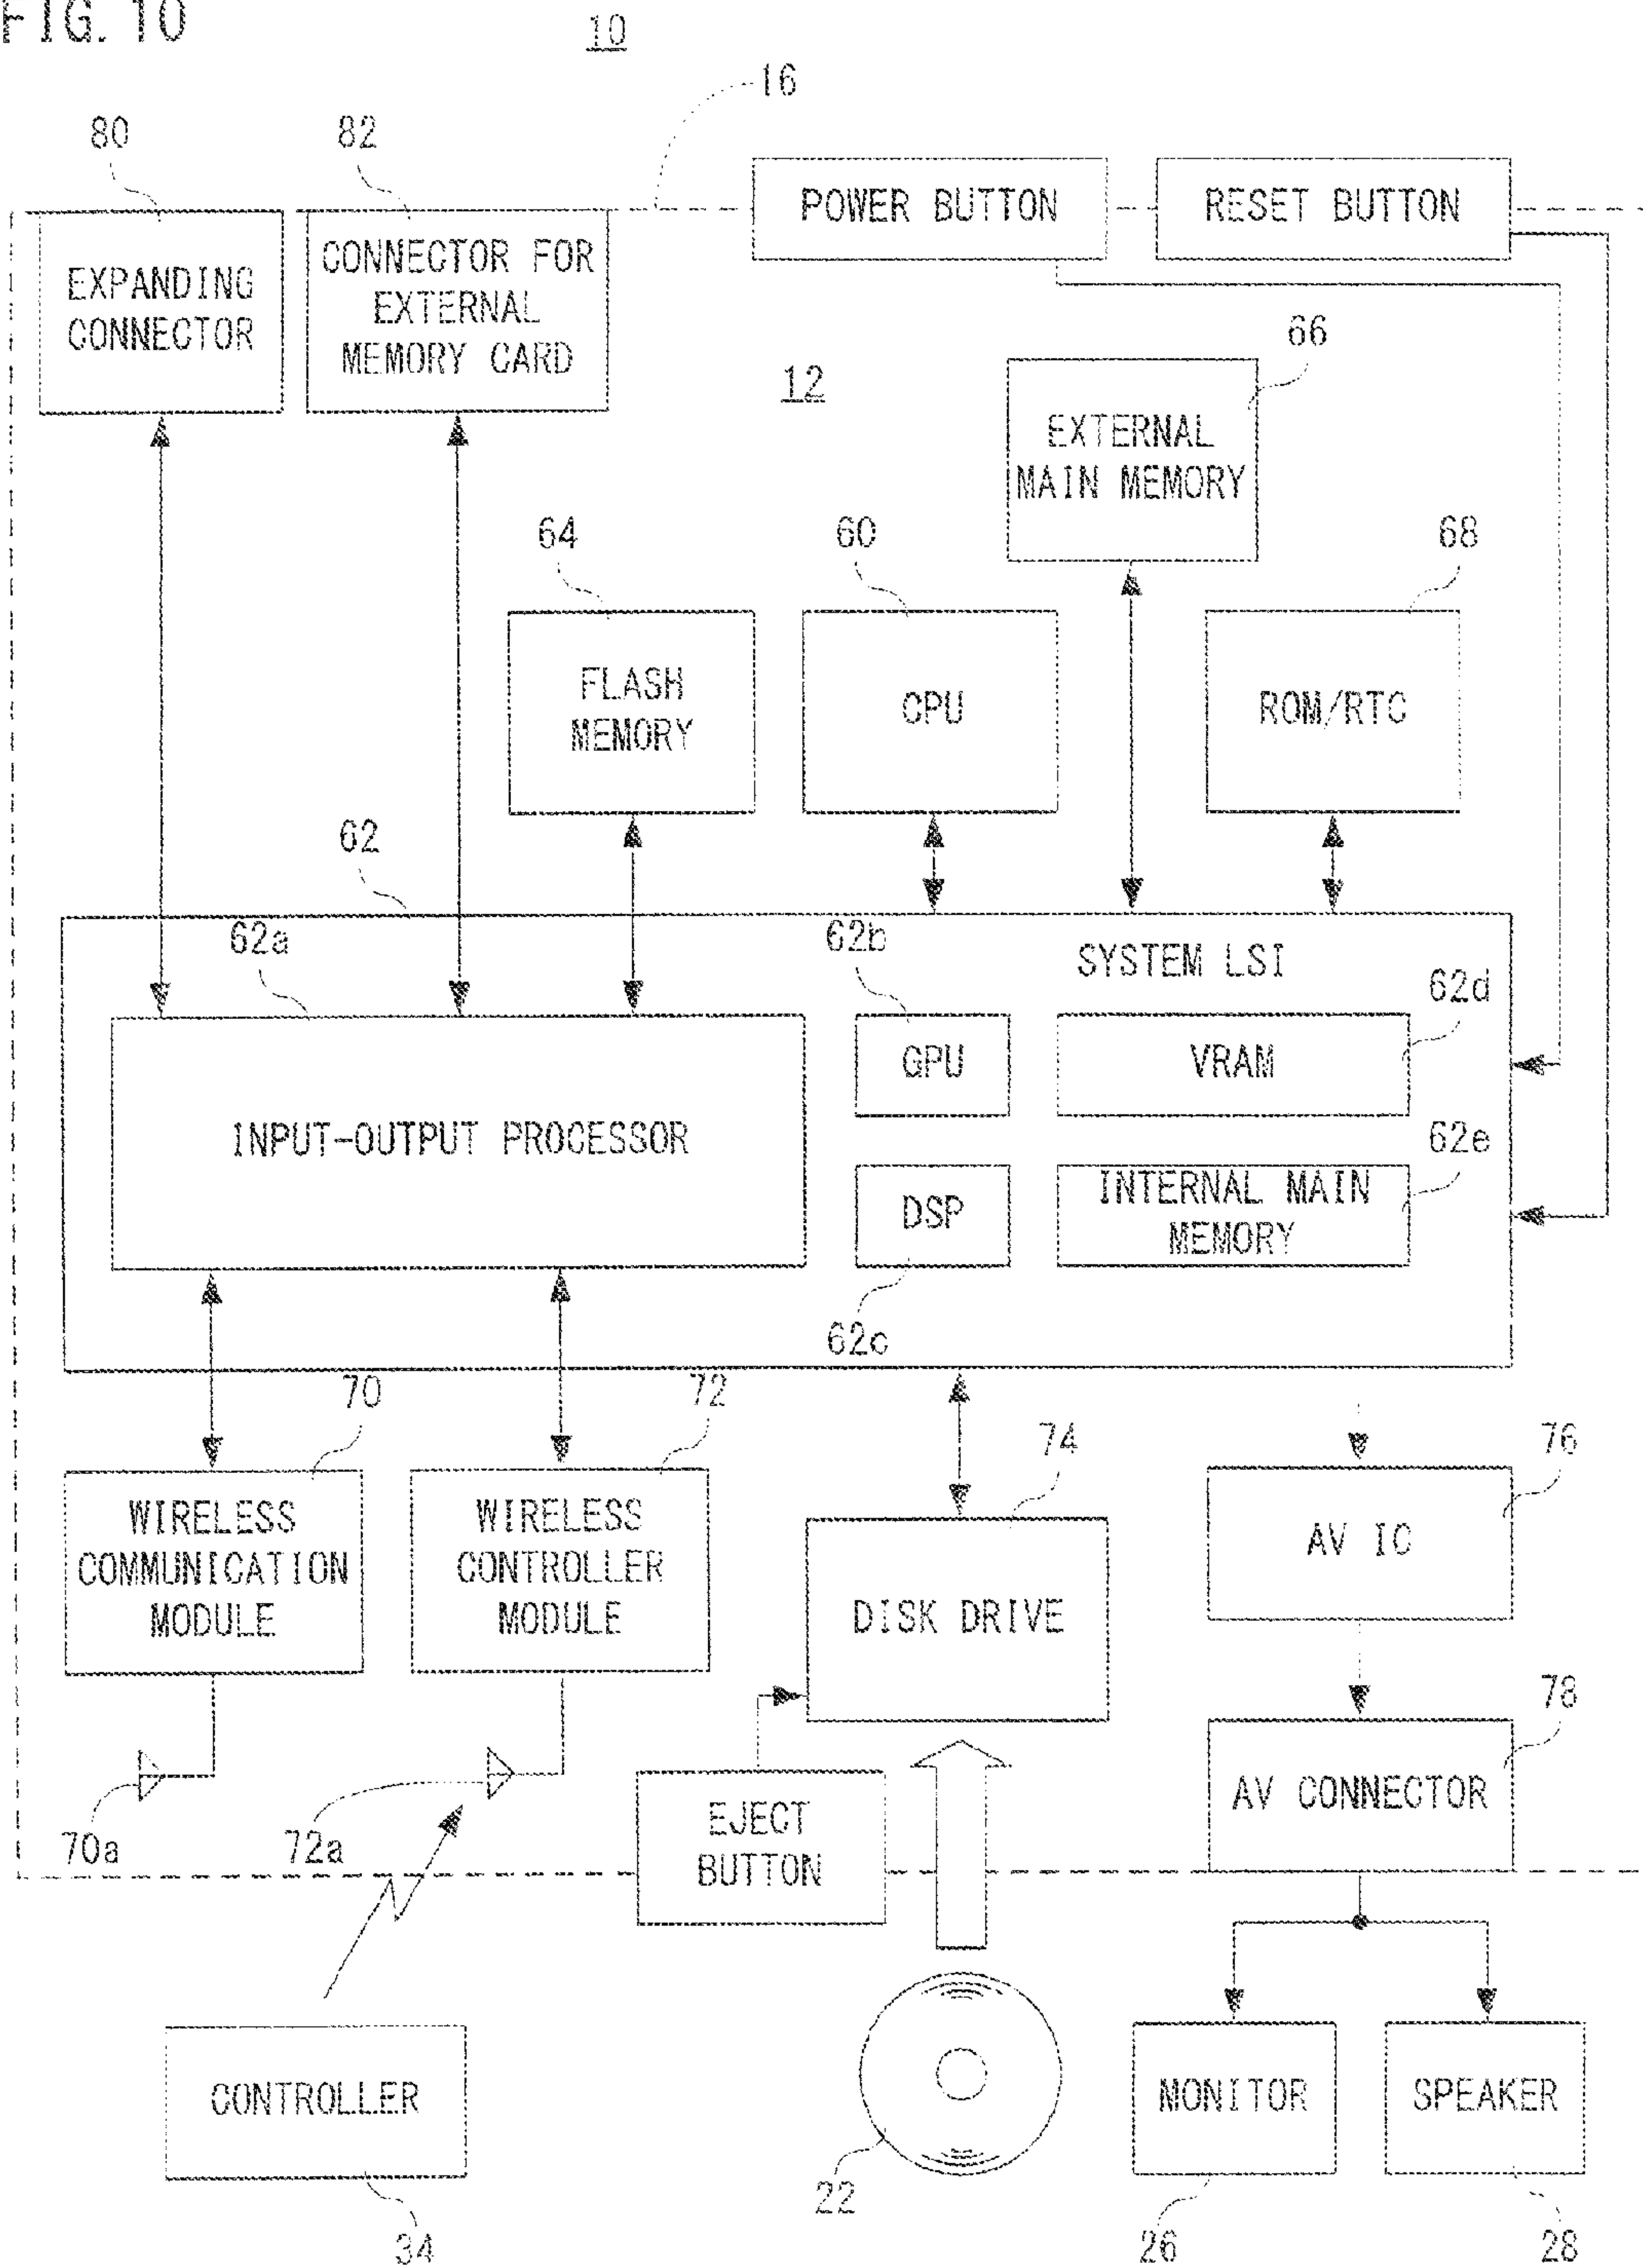 FIG. 10
10
16
80
82
POWER BUTTON
RESET BUTTON
EXPANDING
CONNECTOR
CONNECTOR FOR
EXTERNAL
MEMORY CARD
12
66
EXTERNAL
MAIN MEMORY
64
60
68
FLASH
MEMORY
CPU
ROM/RTC
62
62a
62b
SYSTEM LSI
62d
GPU
VRAM
INPUT-OUTPUT PROCESSOR
62e
DSP
INTERNAL MAIN
MEMORY
62c
70
72
74
76
WIRELESS
COMMUNICATION
MODULE
WIRELESS
CONTROLLER
MODULE
DISK DRIVE
AV IC
78
AV CONNECTOR
70a
72a
EJECT
BUTTON
CONTROLLER
MONITOR
SPEAKER
22
34
26
28